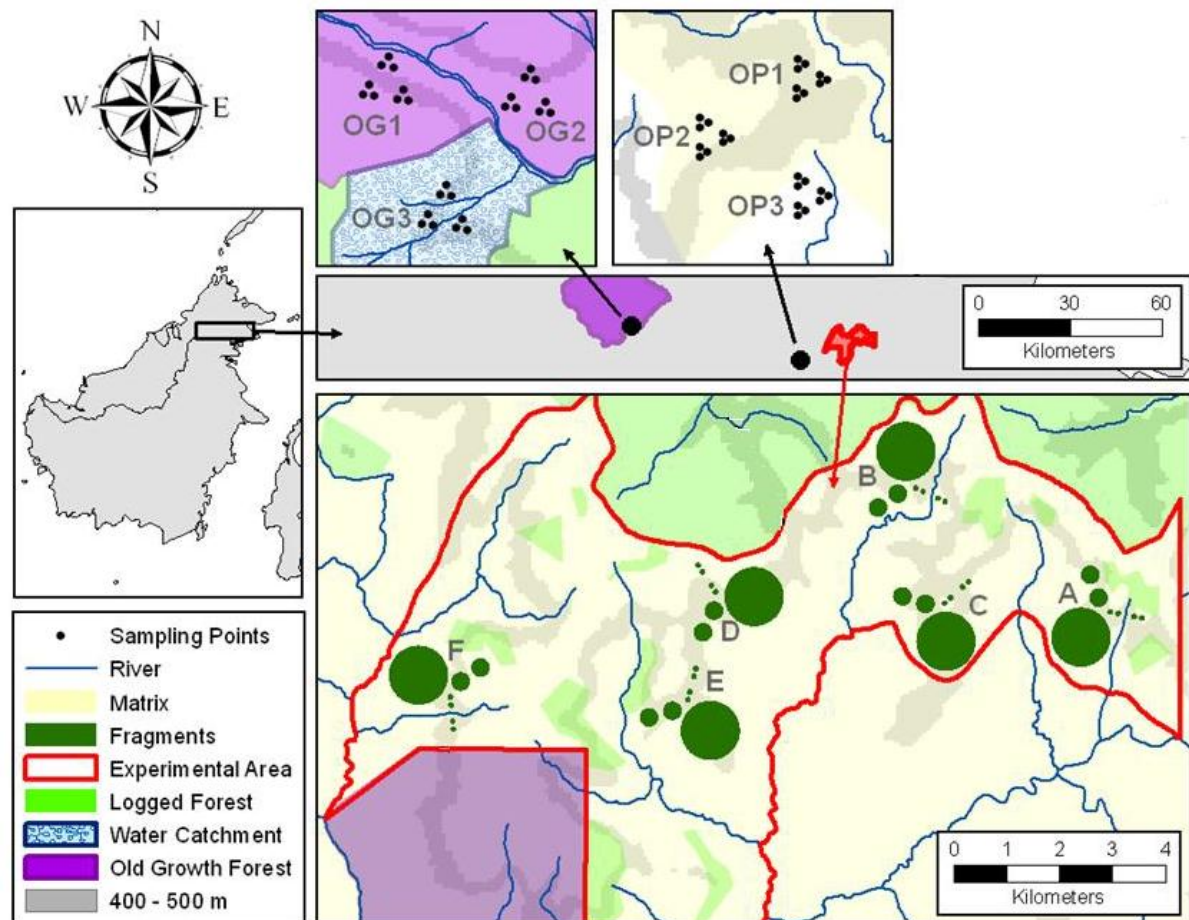 N
W
E
S
OG1
OG2
OG3
OP1
OP2
OP3
0 30 60
Kilometers
B
A
C
D
E
F
Sampling Points
River
Matrix
Fragments
Experimental Area
Logged Forest
Water Catchment
Old Growth Forest
400 - 500 m
0 1 2 3 4
Kilometers